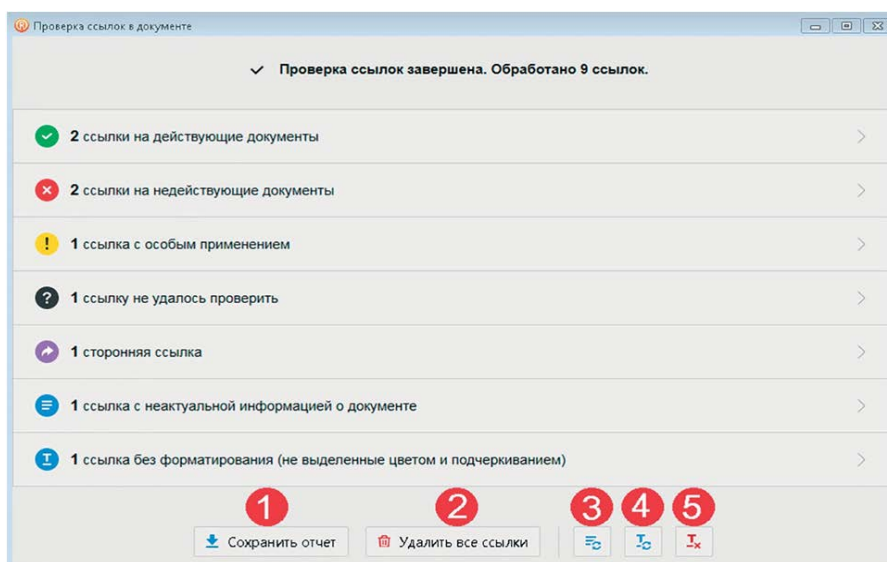 Проверка ссылок в документе
Проверка ссылок завершена. Обработано 9 ссылок.
2 ссылки на действующие документы
2 ссылки на недействующие документы
1 ссылка с особым применением
1 ссылку не удалось проверить
1 сторонняя ссылка
1 ссылка с неактуальной информацией о документе
1 ссылка без форматирования (не выделенные цветом и подчеркиванием)
1 2 3 4 5
Сохранить отчет Удалить все ссылки